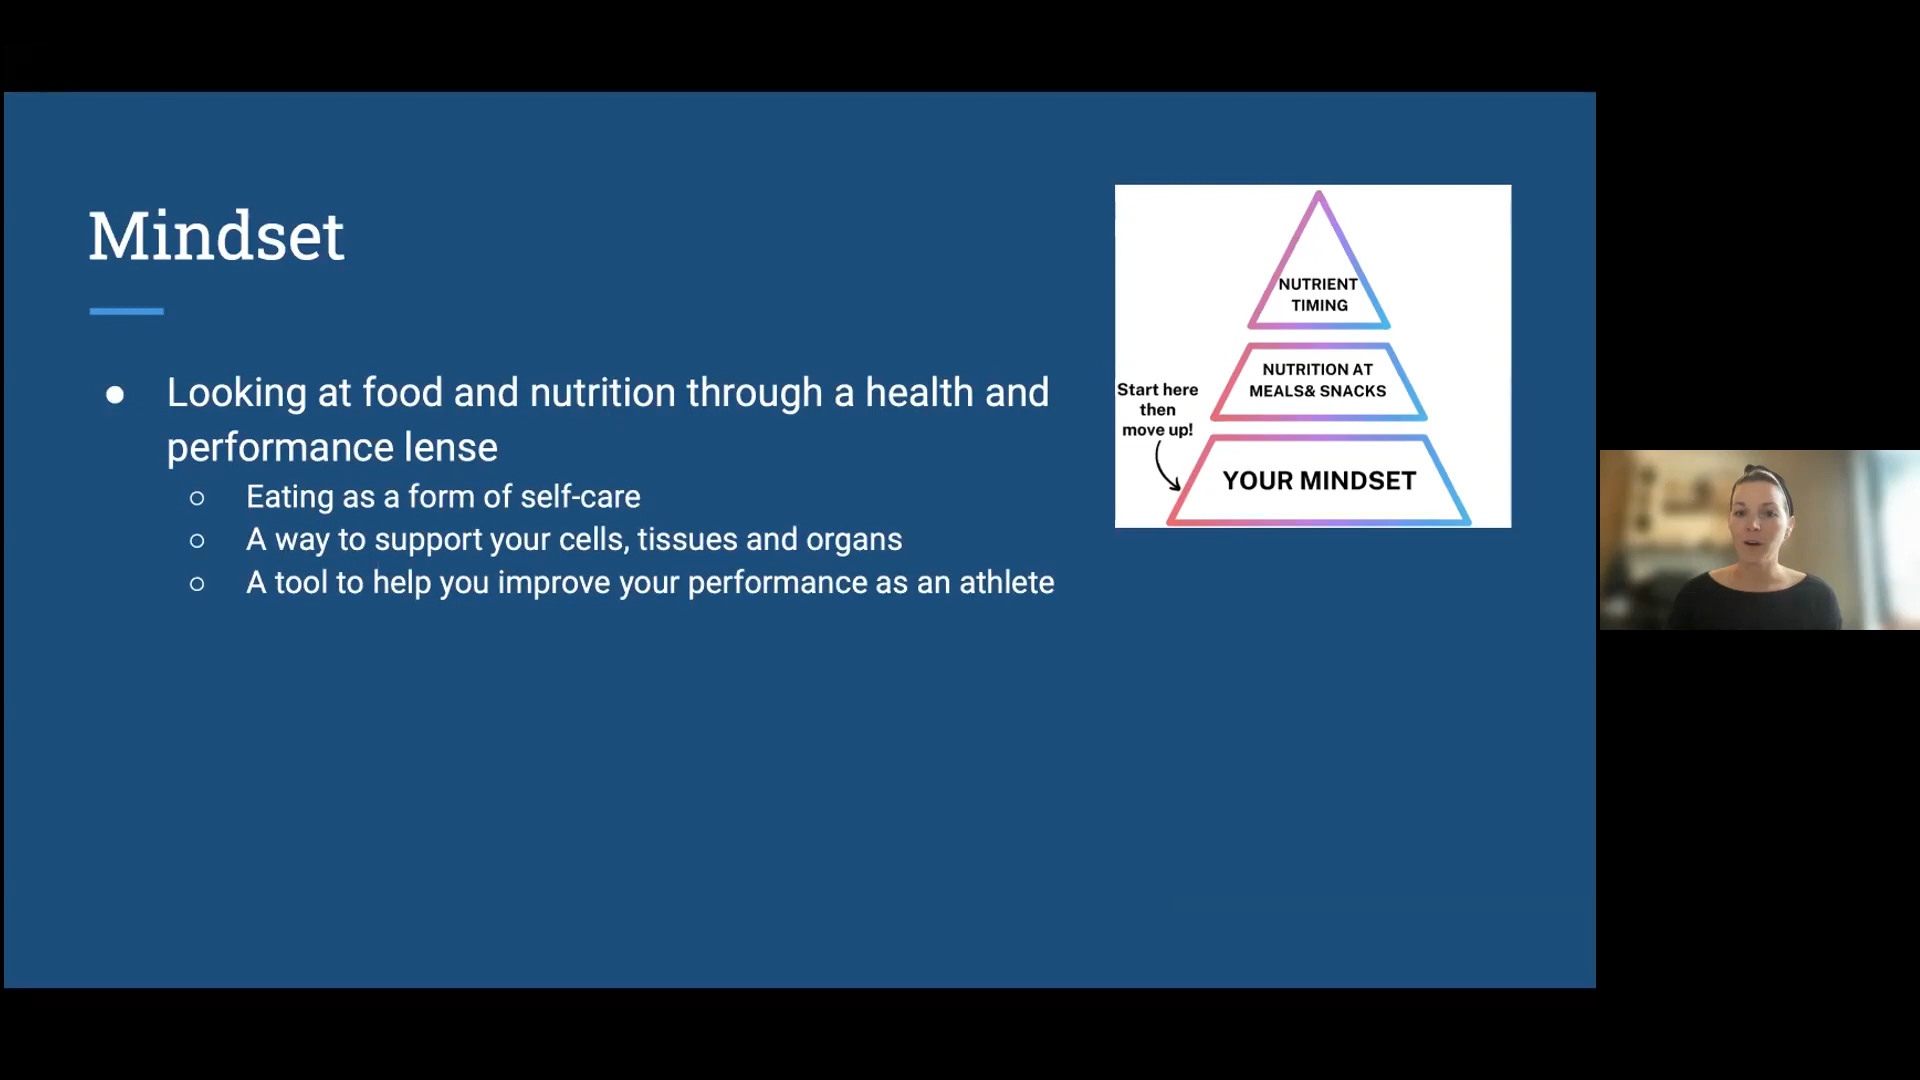 Mindset
● Looking at food and nutrition through a health and
performance lense
○ Eating as a form of self-care
○ A way to support your cells, tissues and organs
○ A tool to help you improve your performance as an athlete
NUTRIENT
TIMING
NUTRITION AT
MEALS& SNACKS
Start here
then
move up!
YOUR MINDSET